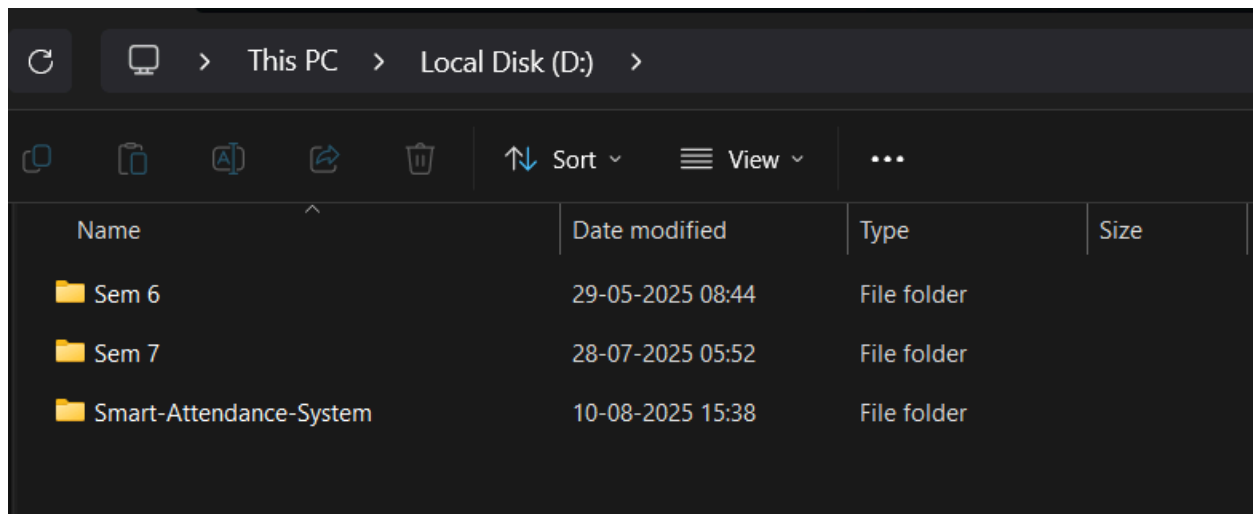 This PC > Local Disk (D:) >
Sort View
Name Date modified Type Size
Sem 6 29-05-2025 08:44 File folder
Sem 7 28-07-2025 05:52 File folder
Smart-Attendance-System 10-08-2025 15:38 File folder